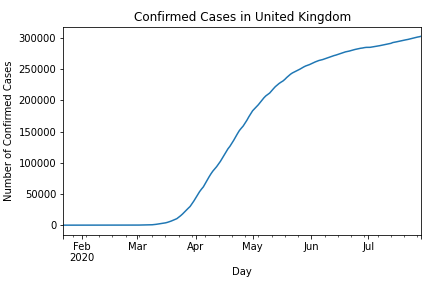 Confirmed Cases in United Kingdom
Number of Confirmed Cases
300000
250000
200000
150000
100000
50000
0
Feb Mar Apr May Jun Jul
2020
Day